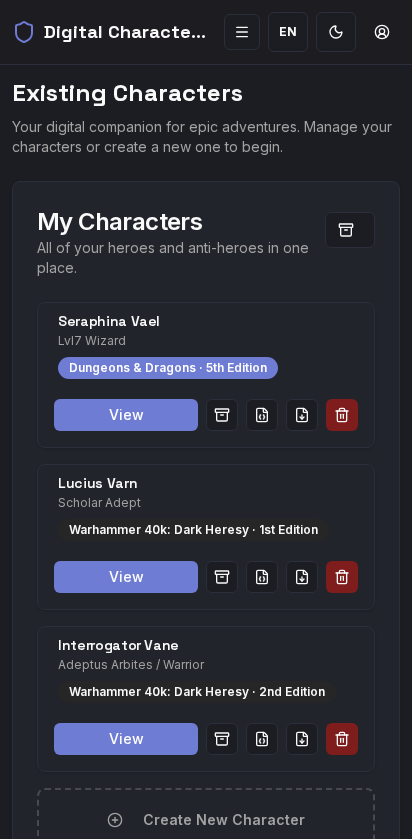 Digital Characte...
EN
Existing Characters
Your digital companion for epic adventures. Manage your
characters or create a new one to begin.
My Characters
All of your heroes and anti-heroes in one
place.
Seraphina Vael
Lvl7 Wizard
Dungeons & Dragons · 5th Edition
View
Lucius Varn
Scholar Adept
Warhammer 40k: Dark Heresy · 1st Edition
View
Interrogator Vane
Adeptus Arbites / Warrior
Warhammer 40k: Dark Heresy · 2nd Edition
View
Create New Character